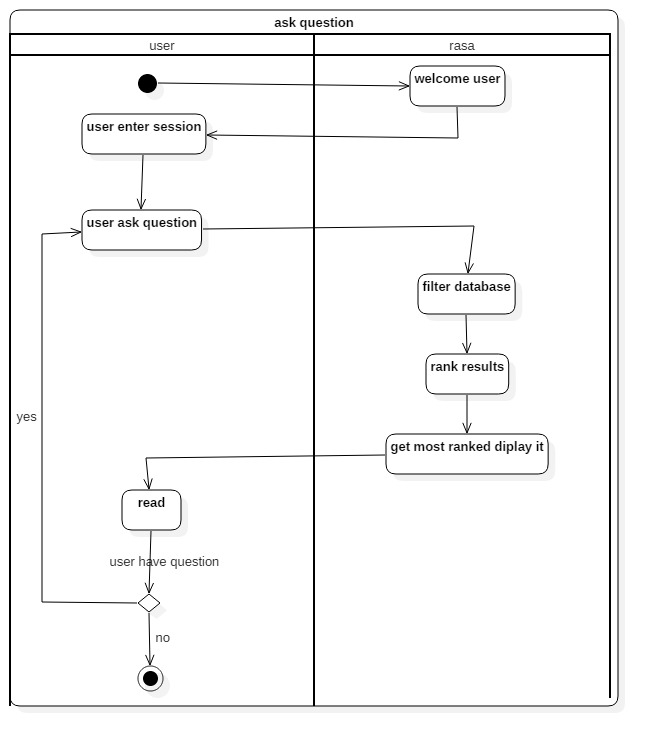 ask question
user
rasa
welcome user
user enter session
user ask question
filter database
rank results
yes
get most ranked diplay it
read
user have question
no